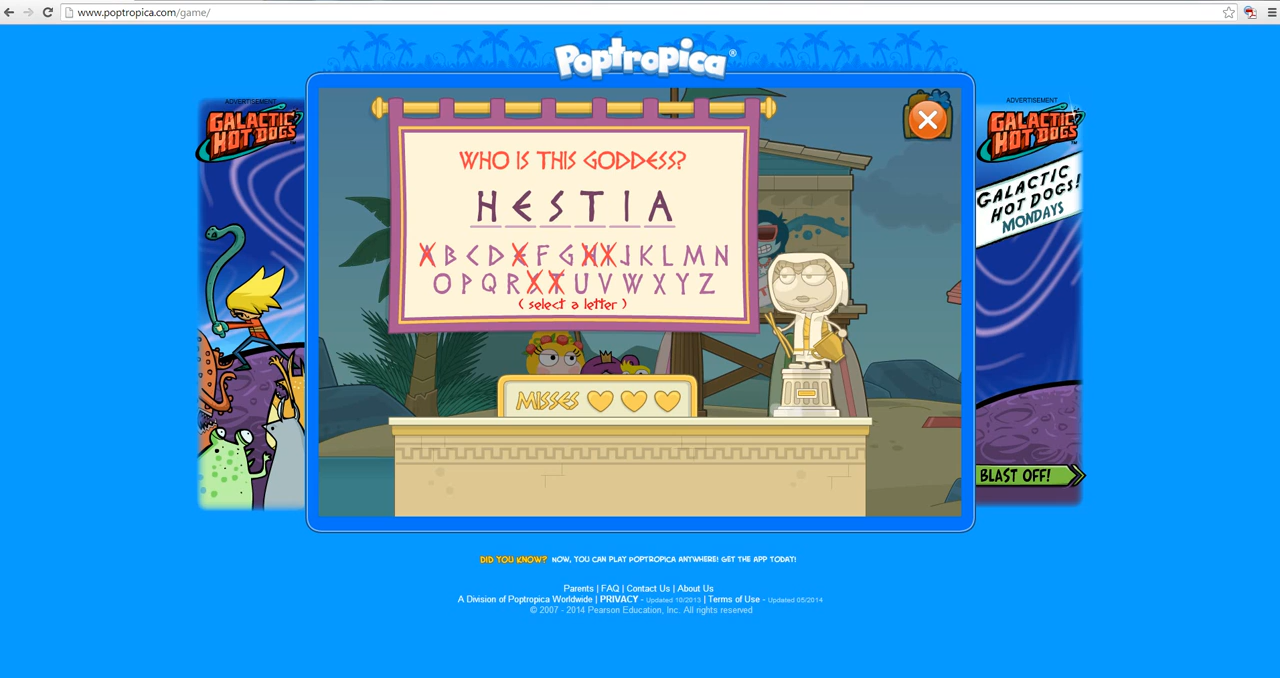 www.poptropica.com/game/
Poptropica®
ADVERTISEMENT
GALACTIC
HOT DOGS™
ADVERTISEMENT
GALACTIC
HOT DOGS™
GALACTIC
HOT DOGS!
MONDAYS
BLAST OFF!
WHO IS THIS GODDESS?
HESTIA
A B C D E F G H I J K L M N
O P Q R S T U V W X Y Z
( select a letter )
MISSES
DID YOU KNOW? NOW, YOU CAN PLAY POPTROPICA ANYWHERE! GET THE APP TODAY!
Parents | FAQ | Contact Us | About Us
A Division of Poptropica Worldwide | PRIVACY - Updated 10/2013 | Terms of Use - Updated 05/2014
© 2007 - 2014 Pearson Education, Inc. All rights reserved